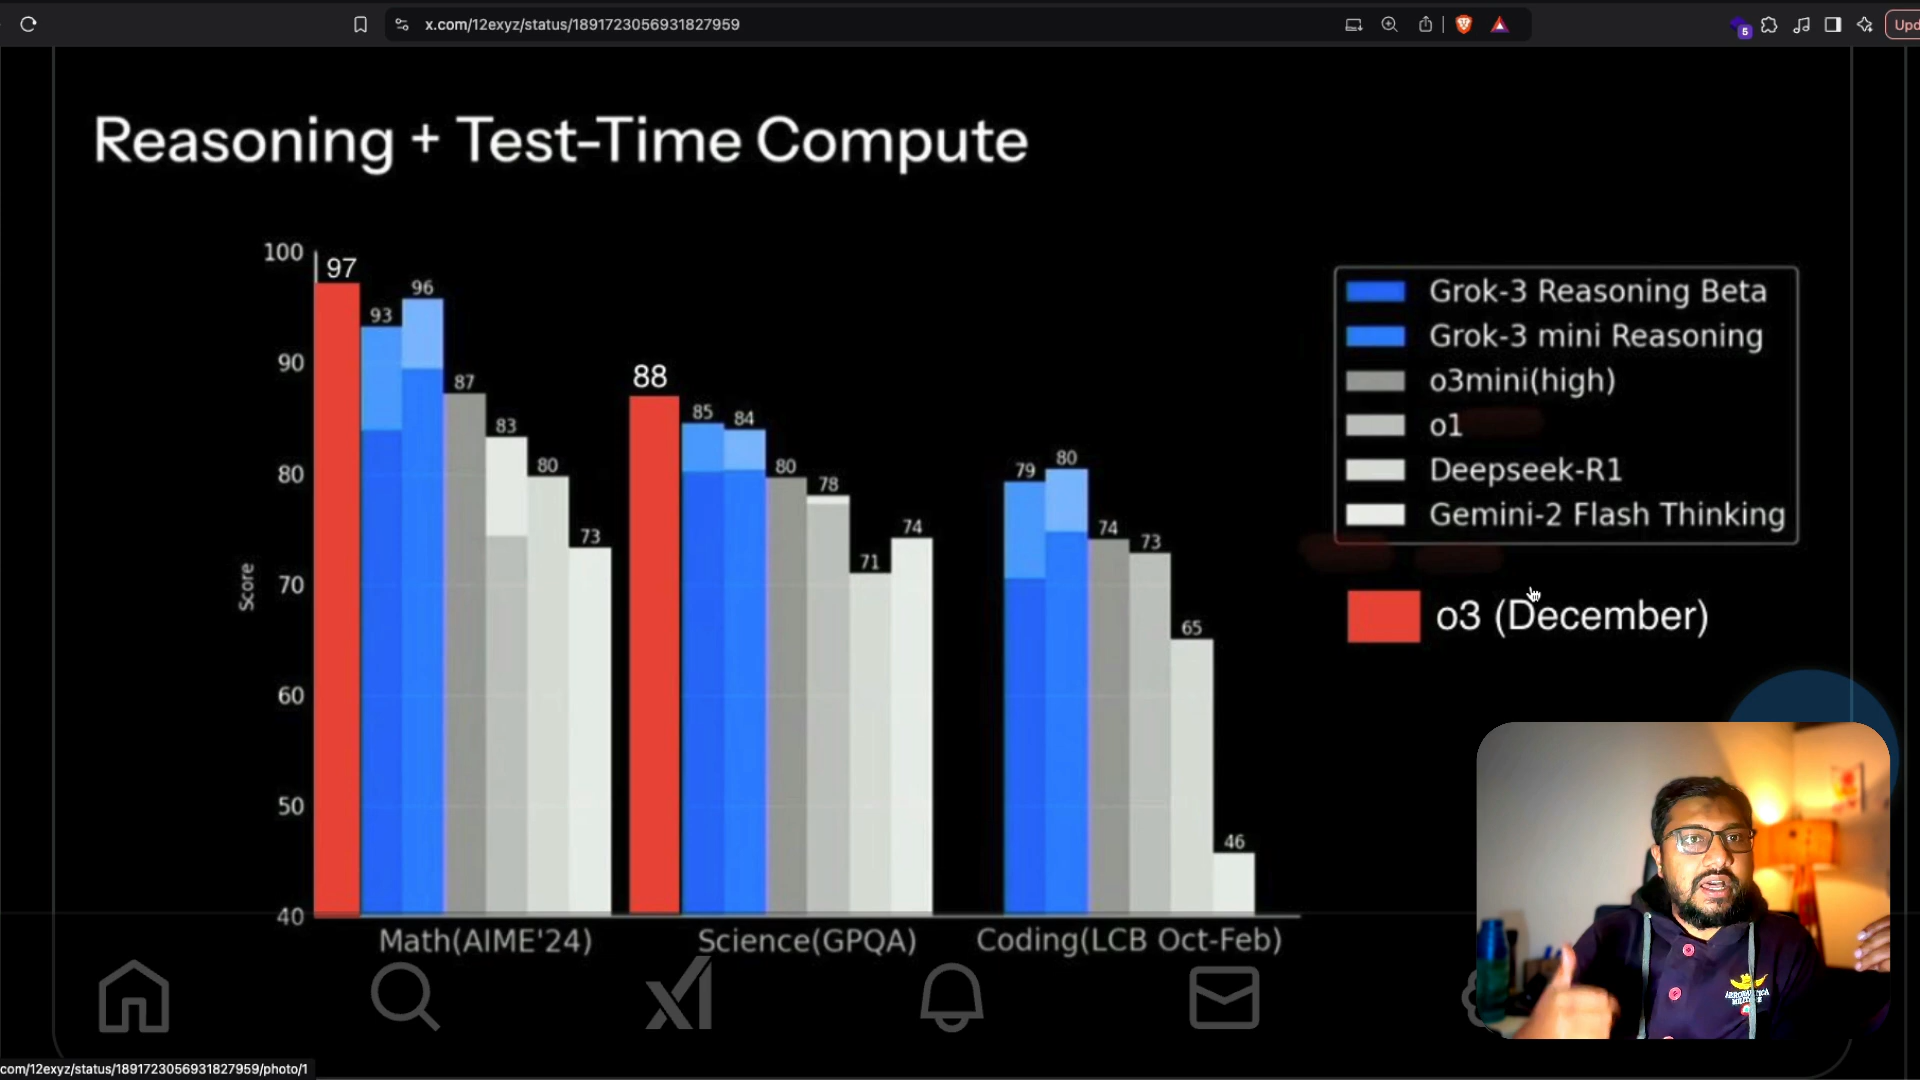 x.com/12exyz/status/1891723056931827959
5
Upd
Reasoning + Test-Time Compute
100
90
80
70
60
50
40
Score
97
93
96
87
83
80
73
88
85
84
80
78
71
74
79
80
74
73
65
46
Math(AIME'24)
Science(GPQA)
Coding(LCB Oct-Feb)
Grok-3 Reasoning Beta
Grok-3 mini Reasoning
o3mini(high)
o1
Deepseek-R1
Gemini-2 Flash Thinking
o3 (December)
com/12exyz/status/1891723056931827959/photo/1